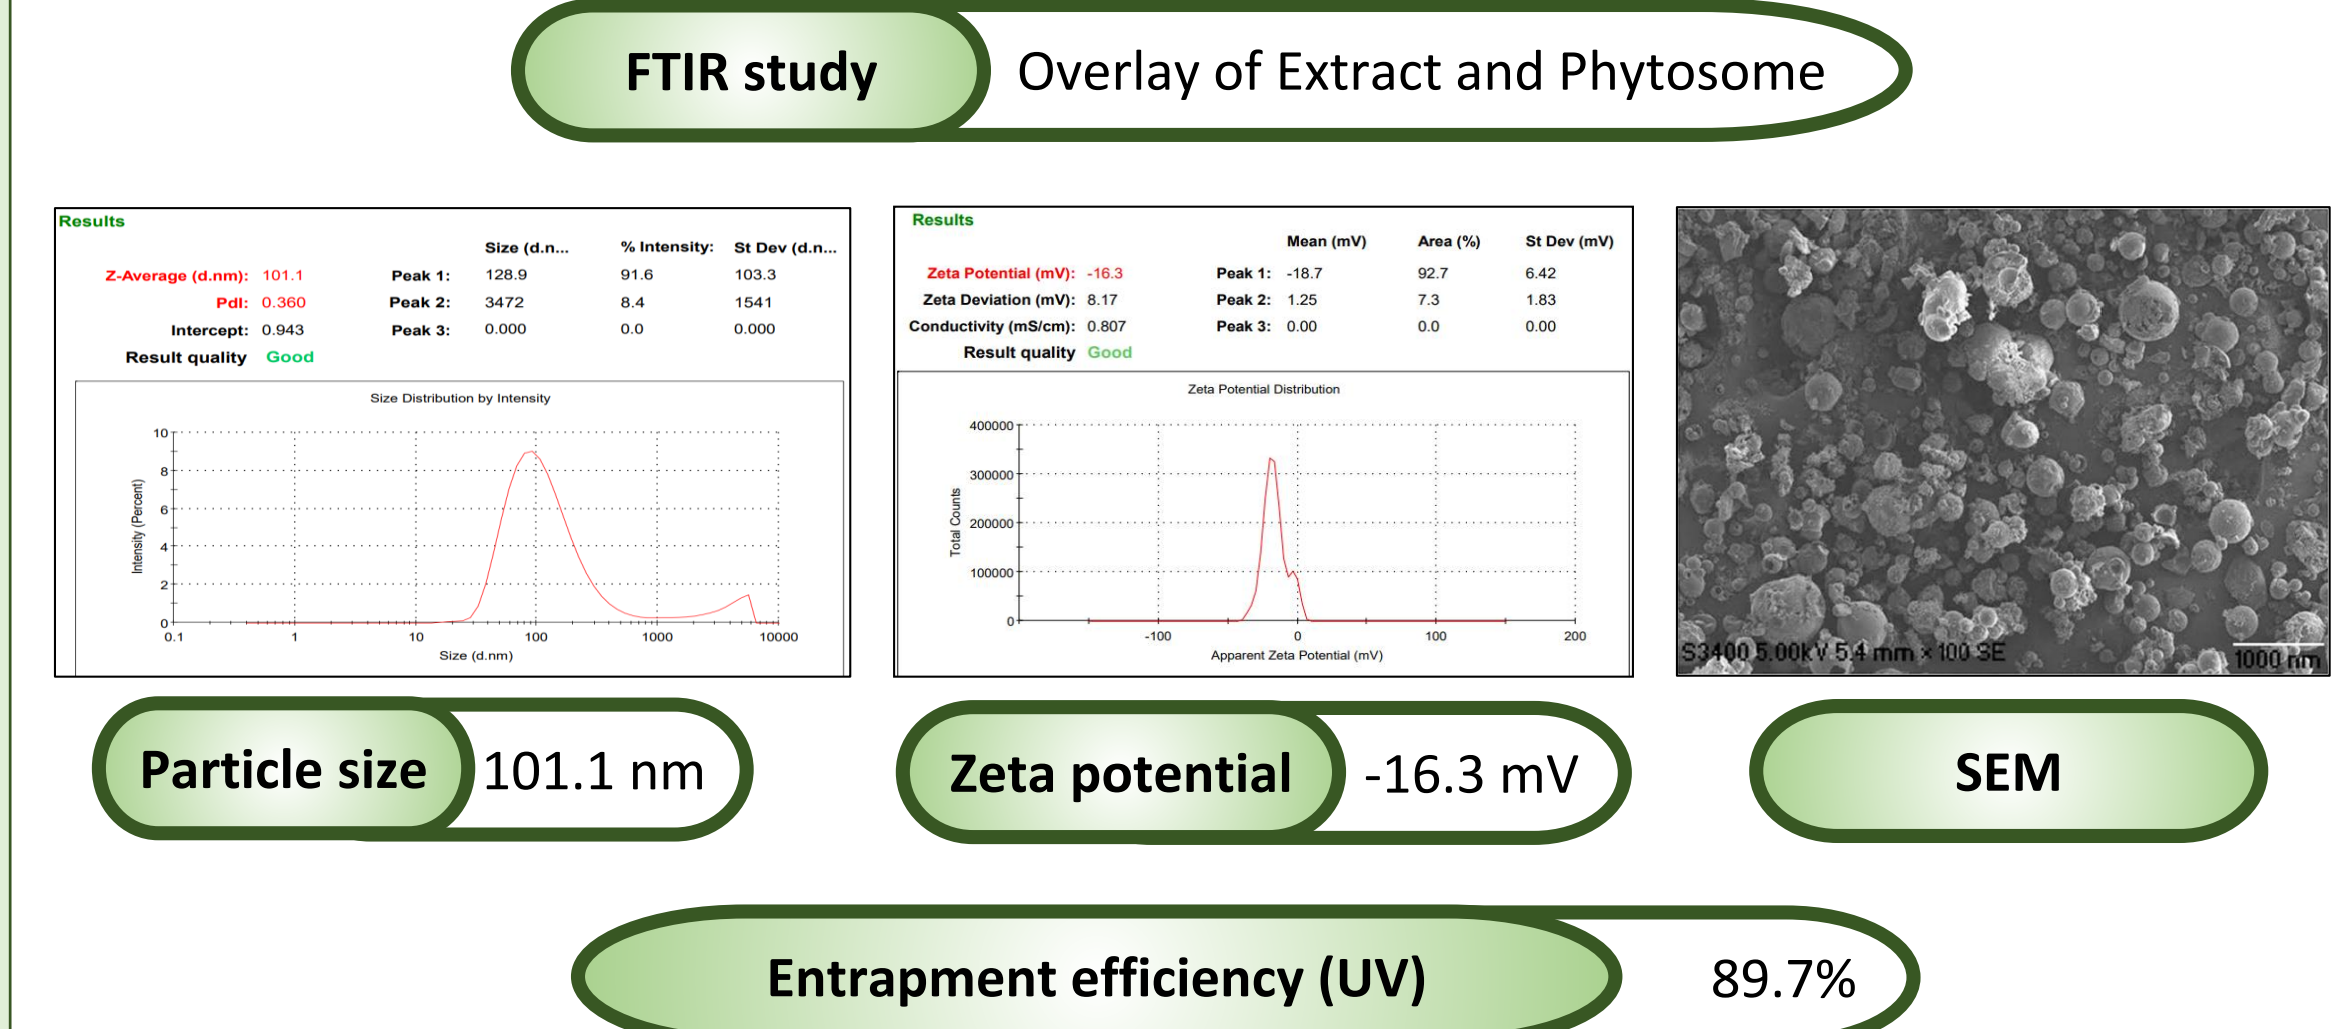 FTIR study Overlay of Extract and Phytosome
Results
Size (d.n... % Intensity: St Dev (d.n...
Z-Average (d.nm): 101.1 Peak 1: 128.9 91.6 103.3
PdI: 0.360 Peak 2: 3472 8.4 1541
Intercept: 0.943 Peak 3: 0.000 0.0 0.000
Result quality Good
Size Distribution by Intensity
Intensity (Percent)
10
8
6
4
2
0
0.1 1 10 100 1000 10000
Size (d.nm)
Results
Mean (mV) Area (%) St Dev (mV)
Zeta Potential (mV): -16.3 Peak 1: -18.7 92.7 6.42
Zeta Deviation (mV): 8.17 Peak 2: 1.25 7.3 1.83
Conductivity (mS/cm): 0.807 Peak 3: 0.00 0.0 0.00
Result quality Good
Zeta Potential Distribution
Total Counts
400000
300000
200000
100000
0
-100 0 100 200
Apparent Zeta Potential (mV)
S3400 5.00kV 5.4 mm ×100 SE
1000 nm
Particle size 101.1 nm
Zeta potential -16.3 mV
SEM
Entrapment efficiency (UV) 89.7%